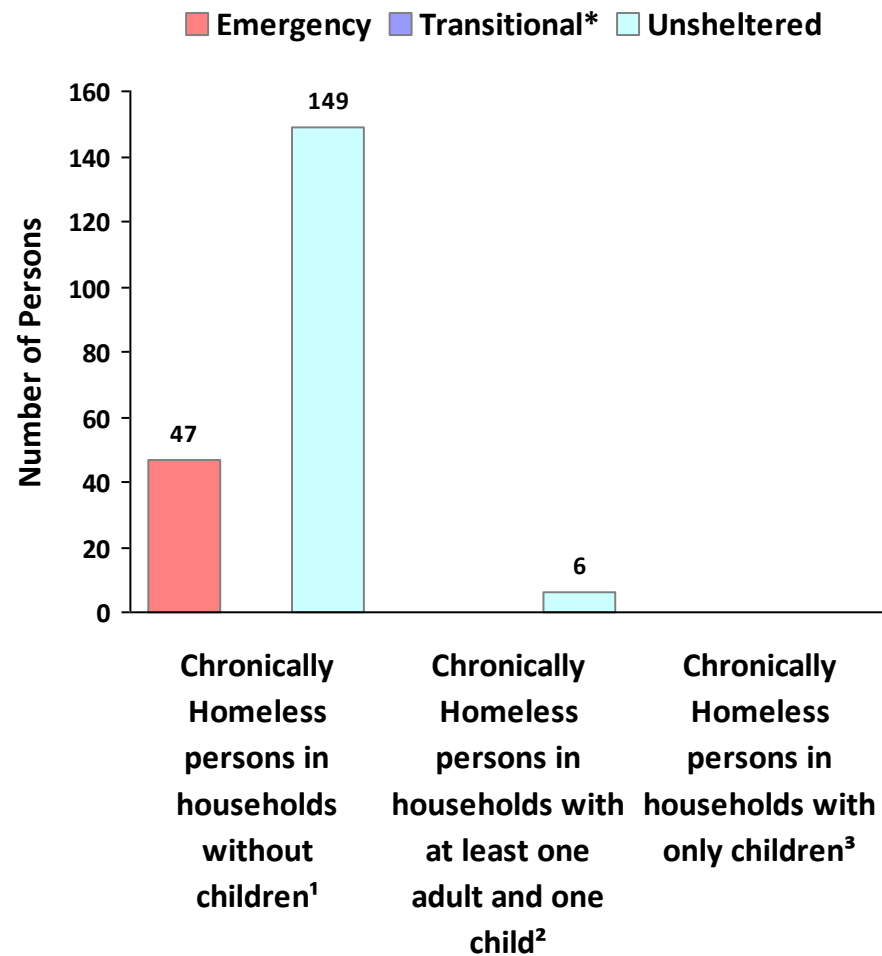 Emergency Transitional* Unsheltered
160
140
120
100
80
60
40
20
0
Number of Persons
149
47
6
Chronically
Homeless
persons in
households
without
children¹
Chronically
Homeless
persons in
households with
at least one
adult and one
child²
Chronically
Homeless
persons in
households with
only children³